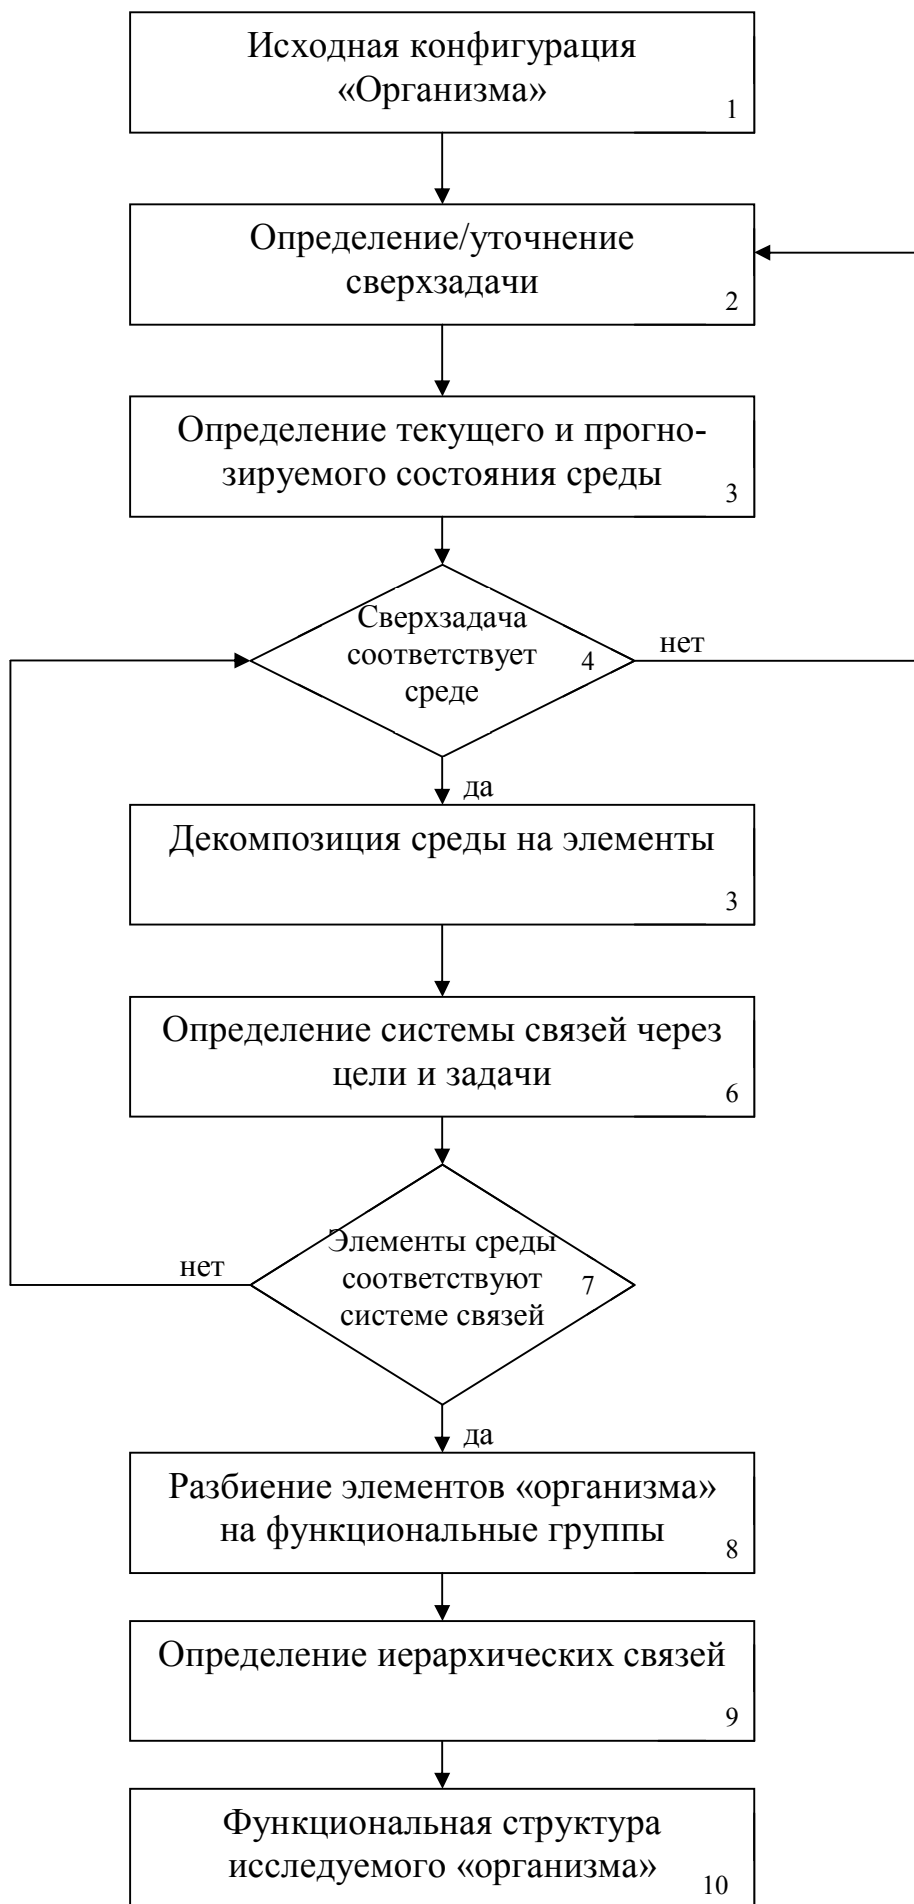 Исходная конфигурация
«Организма»
1
Определение/уточнение
сверхзадачи
2
Определение текущего и прогно-
зируемого состояния среды
3
Сверхзадача
соответствует
среде
4
нет
да
Декомпозиция среды на элементы
3
Определение системы связей через
цели и задачи
6
Элементы среды
соответствуют
системе связей
7
нет
да
Разбиение элементов «организма»
на функциональные группы
8
Определение иерархических связей
9
Функциональная структура
исследуемого «организма»
10